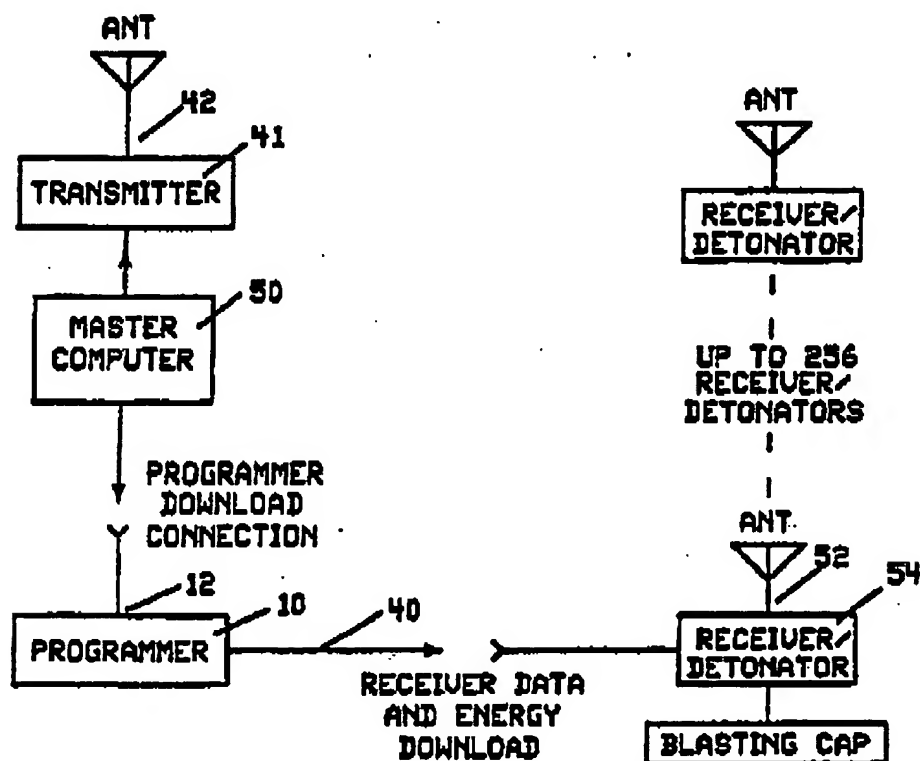 ANT
42
41
TRANSMITTER
50
MASTER
COMPUTER
PROGRAMMER
DOWNLOAD
CONNECTION
12
10
PROGRAMMER
40
RECEIVER DATA
AND ENERGY
DOWNLOAD
ANT
RECEIVER/
DETONATOR
UP TO 256
RECEIVER/
DETONATORS
ANT
52
54
RECEIVER/
DETONATOR
BLASTING CAP